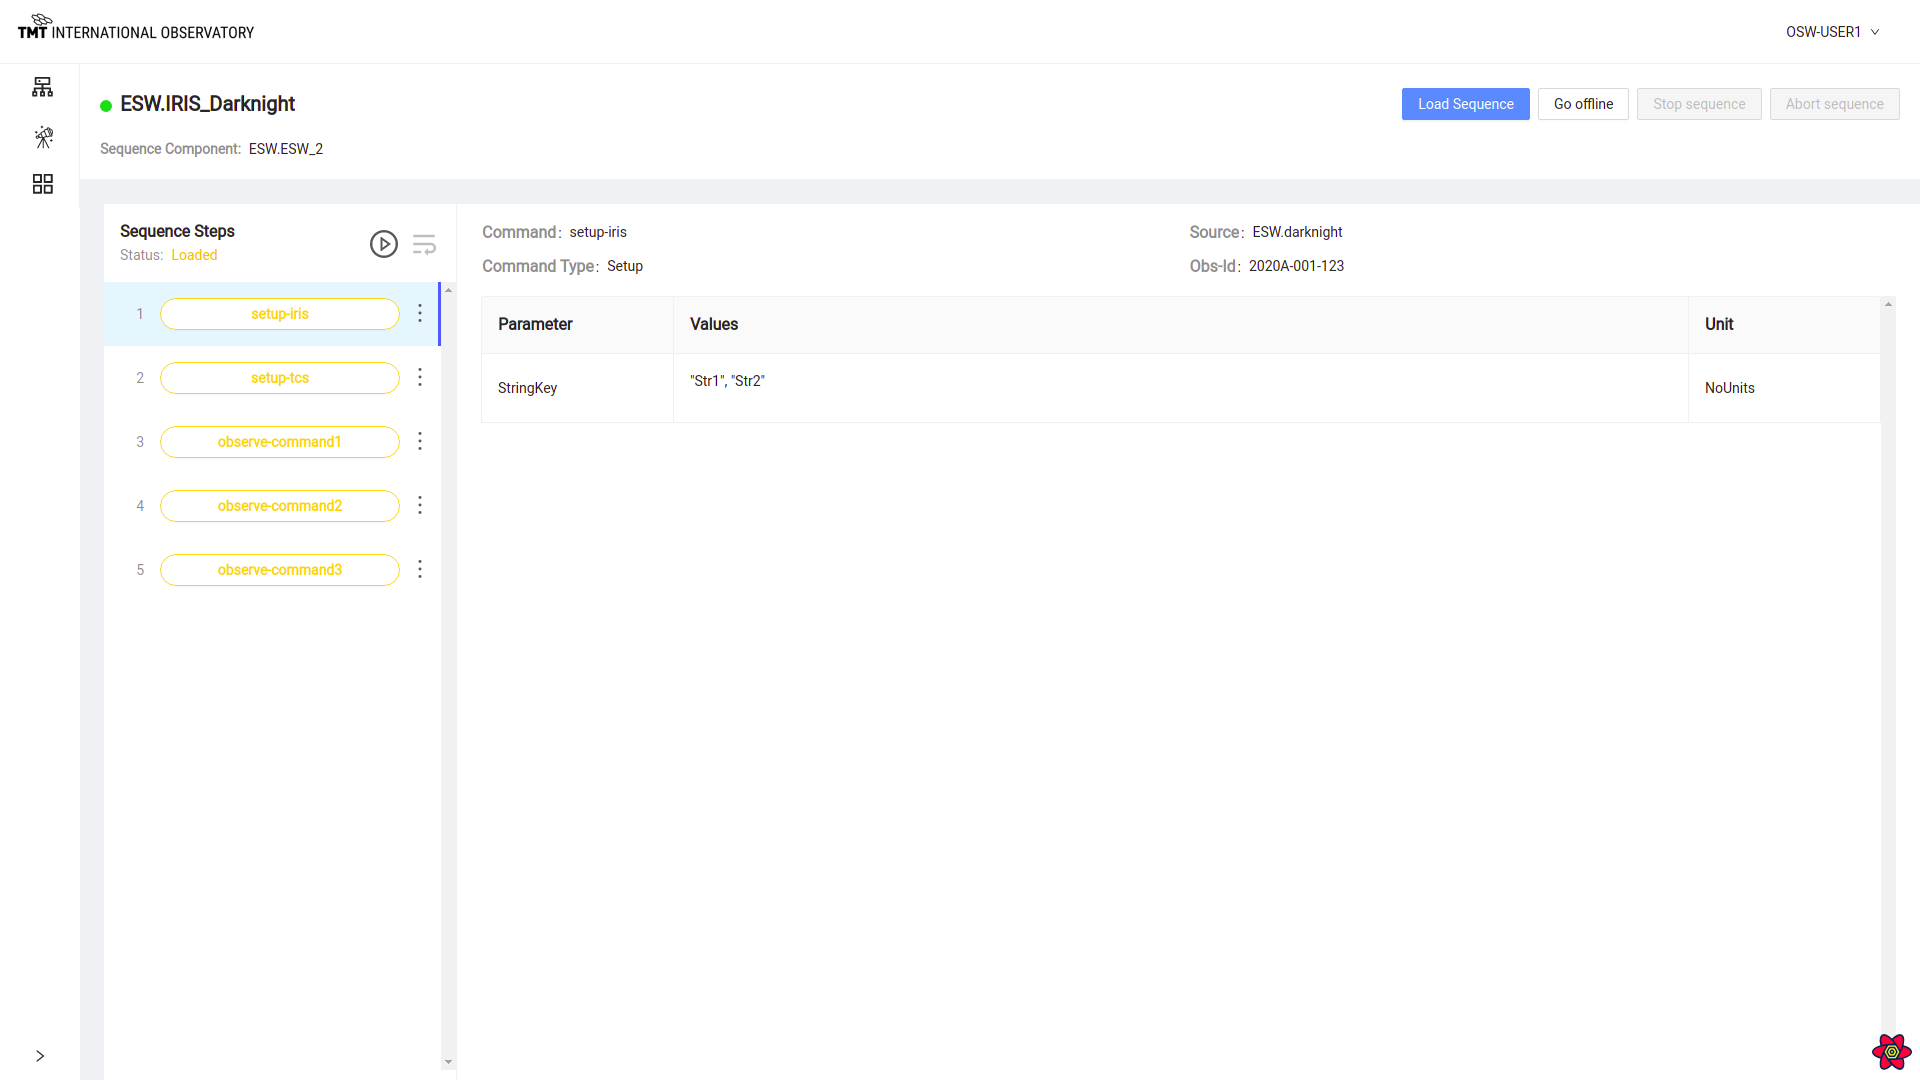 TMT INTERNATIONAL OBSERVATORY
OSW-USER1
ESW.IRIS_Darknight
Load Sequence
Go offline
Stop sequence
Abort sequence
Sequence Component: ESW.ESW_2
Sequence Steps
Status: Loaded
1 setup-iris
2 setup-tcs
3 observe-command1
4 observe-command2
5 observe-command3
Command: setup-iris
Source: ESW.darknight
Command Type: Setup
Obs-Id: 2020A-001-123
Parameter Values Unit
StringKey "Str1", "Str2" NoUnits